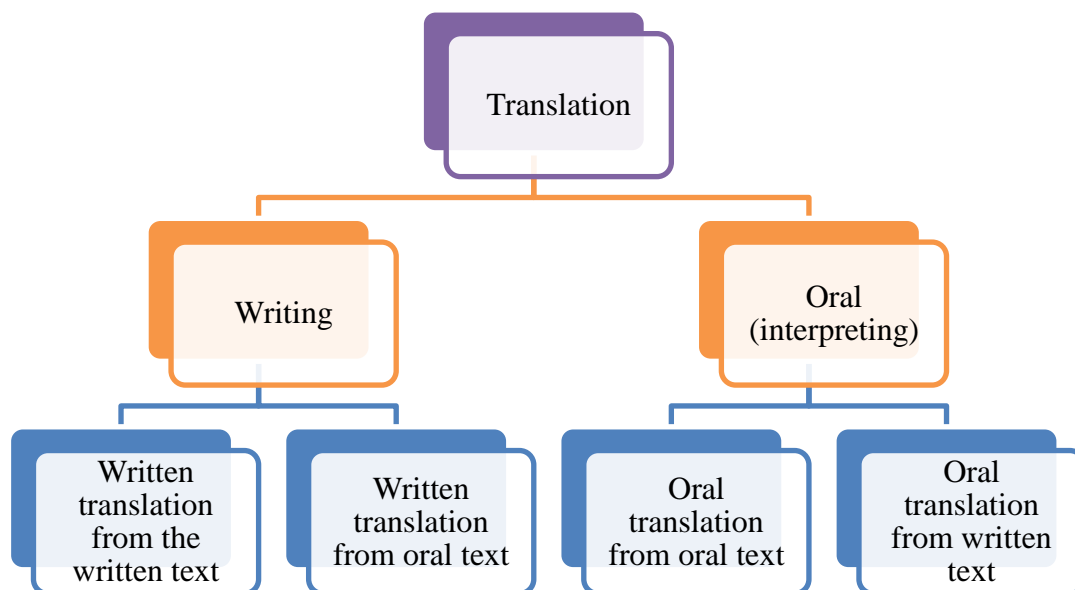 Translation
Writing
Oral
(interpreting)
Written
translation
from the
written text
Written
translation
from oral text
Oral
translation
from oral text
Oral
translation
from written
text